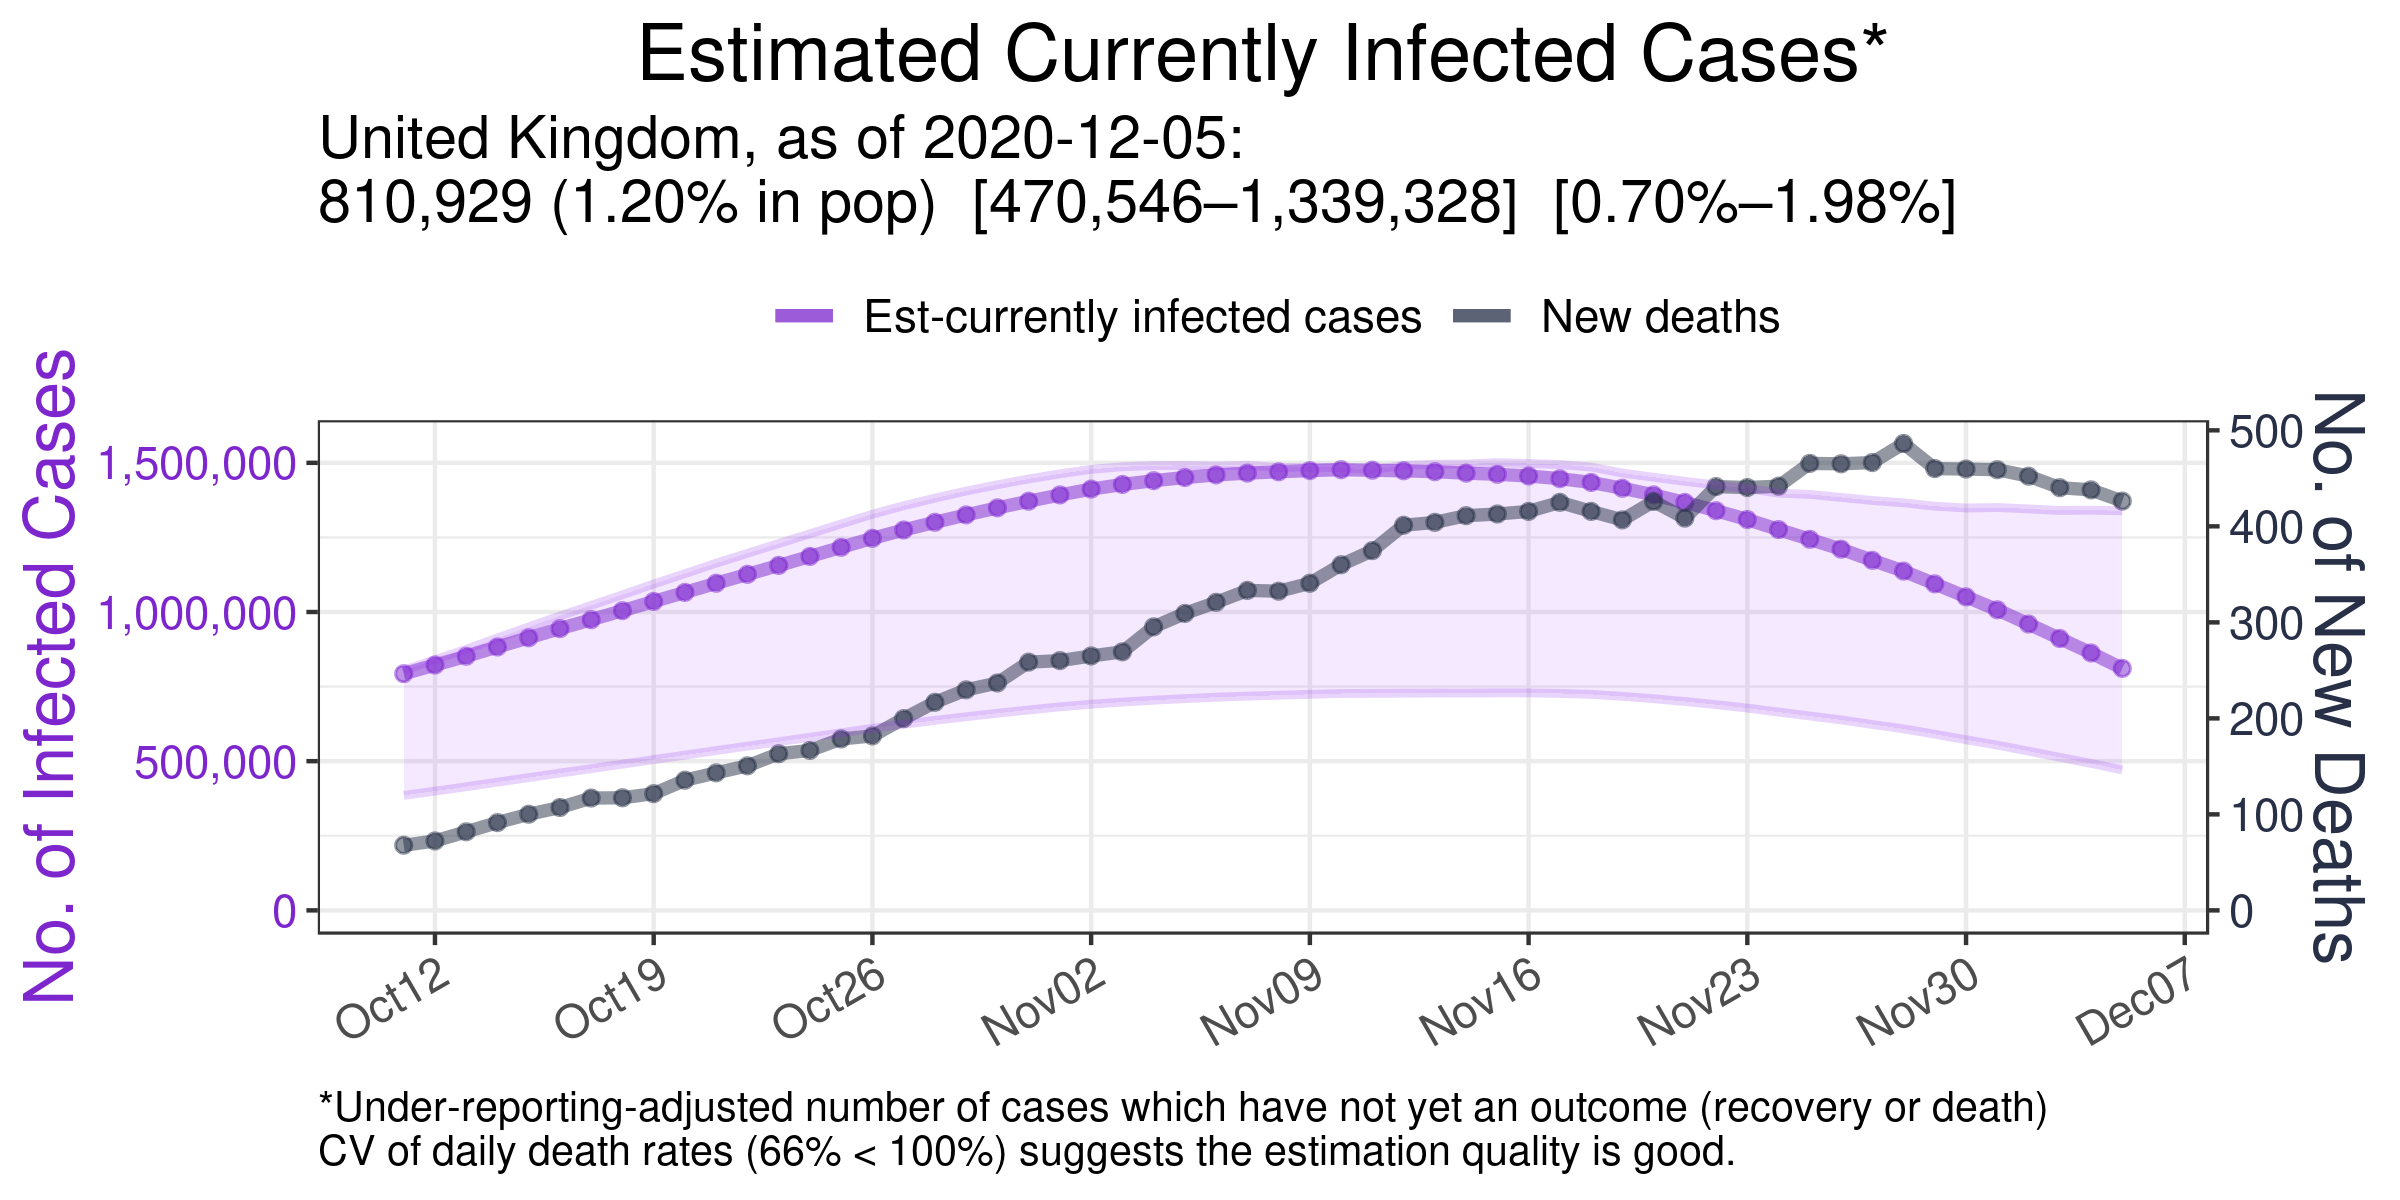 Estimated Currently Infected Cases*
United Kingdom, as of 2020-12-05:
810,929 (1.20% in pop)  [470,546–1,339,328]  [0.70%–1.98%]
Est-currently infected cases
New deaths
No. of Infected Cases
1,500,000
1,000,000
500,000
0
500
400
300
200
100
0
No. of New Deaths
Oct12
Oct19
Oct26
Nov02
Nov09
Nov16
Nov23
Nov30
Dec07
*Under-reporting-adjusted number of cases which have not yet an outcome (recovery or death)
CV of daily death rates (66% < 100%) suggests the estimation quality is good.